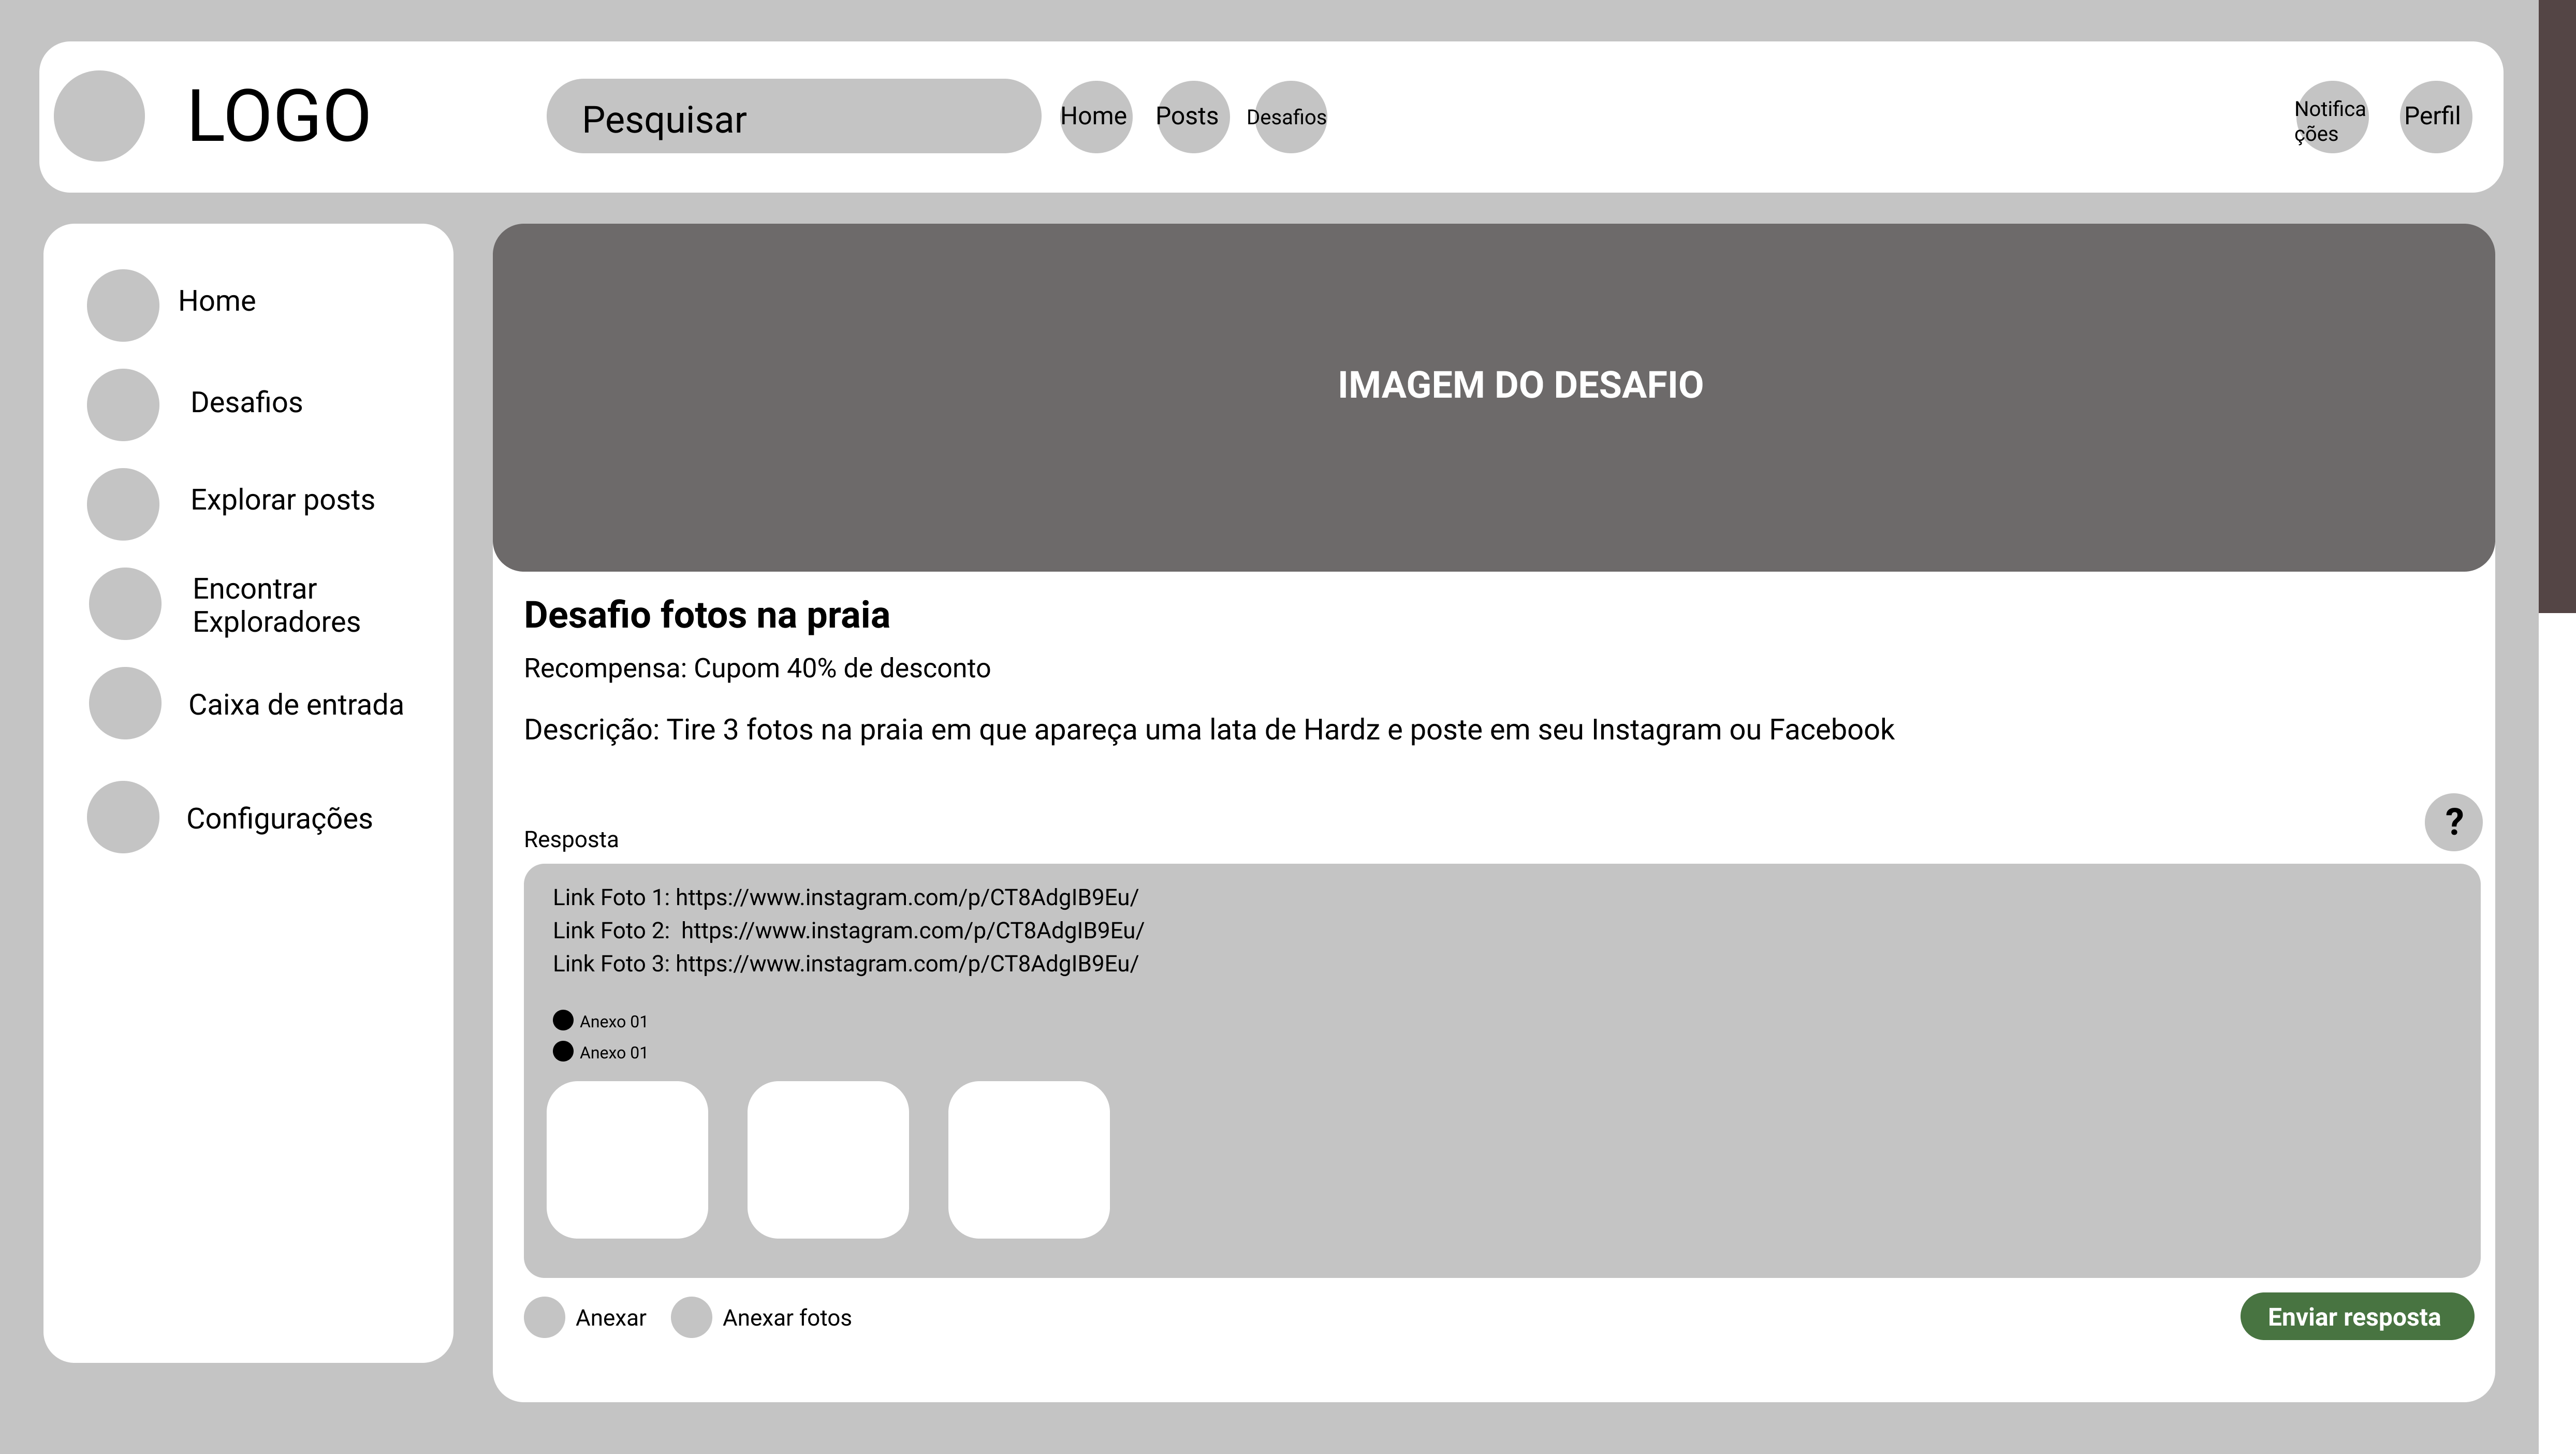 LOGO
Pesquisar
Home
Posts
Desafios
Notifica
ções
Perfil
Home
Desafios
Explorar posts
Encontrar
Exploradores
Caixa de entrada
Configurações
IMAGEM DO DESAFIO
Desafio fotos na praia
Recompensa: Cupom 40% de desconto
Descrição: Tire 3 fotos na praia em que apareça uma lata de Hardz e poste em seu Instagram ou Facebook
?
Resposta
Link Foto 1: https://www.instagram.com/p/CT8AdgIB9Eu/
Link Foto 2:  https://www.instagram.com/p/CT8AdgIB9Eu/
Link Foto 3: https://www.instagram.com/p/CT8AdgIB9Eu/
Anexo 01
Anexo 01
Anexar
Anexar fotos
Enviar resposta